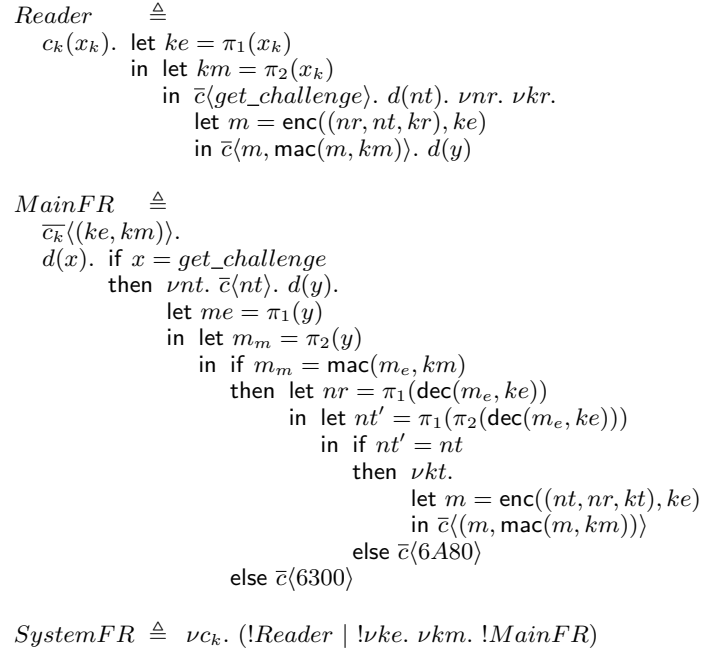 Reader ≜
c_k(x_k). let ke = π_1(x_k)
in let km = π_2(x_k)
in c̅⟨get_challenge⟩. d(nt). νnr. νkr.
let m = enc((nr, nt, kr), ke)
in c̅⟨m, mac(m, km)⟩. d(y)
MainFR ≜
c̅_k̅⟨(ke, km)⟩.
d(x). if x = get_challenge
then νnt. c̅⟨nt⟩. d(y).
let me = π_1(y)
in let m_m = π_2(y)
in if m_m = mac(m_e, km)
then let nr = π_1(dec(m_e, ke))
in let nt′ = π_1(π_2(dec(m_e, ke)))
in if nt′ = nt
then νkt.
let m = enc((nt, nr, kt), ke)
in c̅⟨(m, mac(m, km))⟩
else c̅⟨6A80⟩
else c̅⟨6300⟩
SystemFR ≜ νc_k. (!Reader | !νke. νkm. !MainFR)